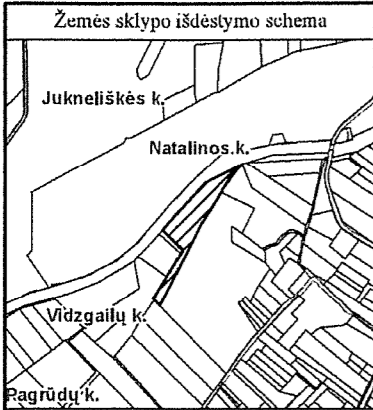 Žemės sklypo išdėstymo schema
Jukneliškės k.
Natalinos.k.
Vidzgailų k.
Pagrūdų k.